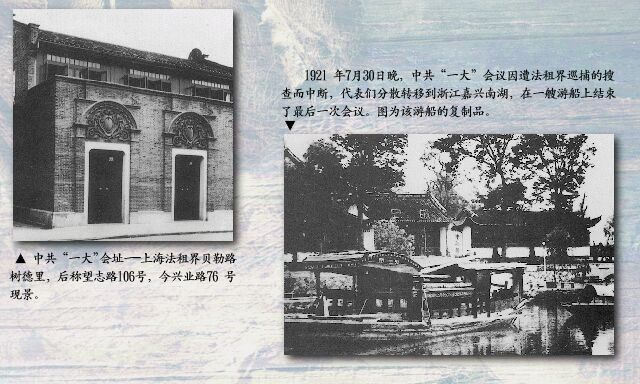 ▲ 中共“一大”会址——上海法租界贝勒路
树德里，后称望志路106号，今兴业路76 号
现景。
1921 年7月30日晚，中共“一大”会议因遭法租界巡捕的搜
查而中断，代表们分散转移到浙江嘉兴南湖，在一艘游船上结束
了最后一次会议。图为该游船的复制品。
▼